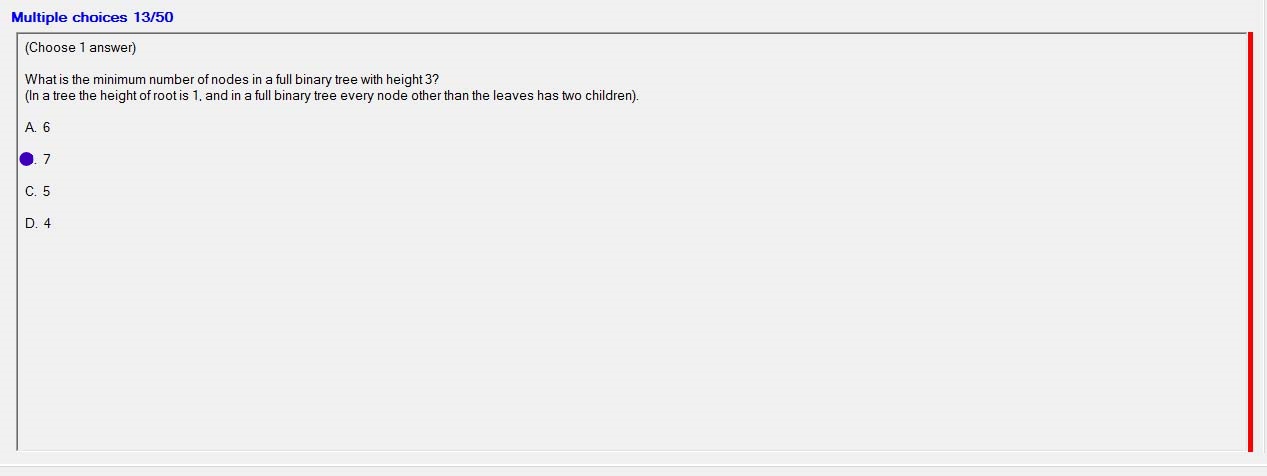 Multiple choices 13/50
(Choose 1 answer)
What is the minimum number of nodes in a full binary tree with height 3?
(In a tree the height of root is 1, and in a full binary tree every node other than the leaves has two children).
A. 6
. 7
C. 5
D. 4